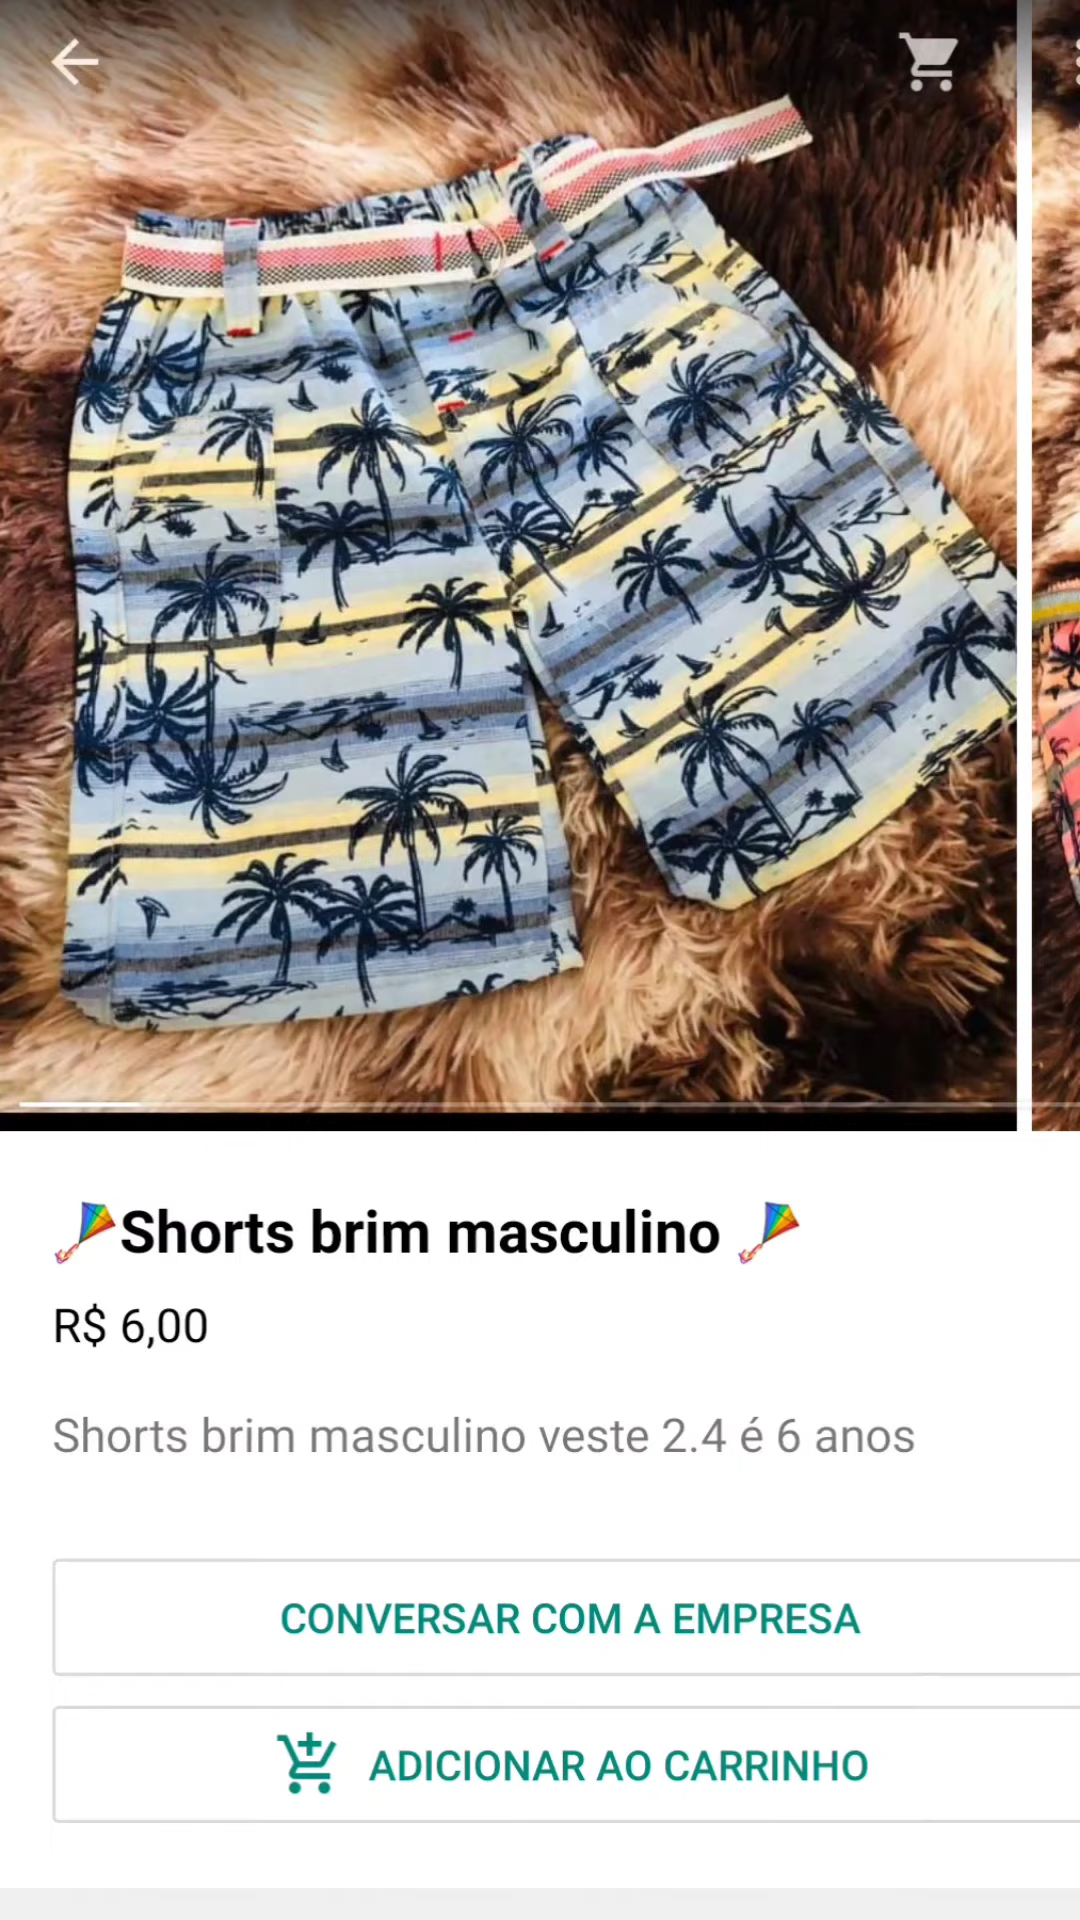 🪁Shorts brim masculino 🪁
R$ 6,00
Shorts brim masculino veste 2.4 é 6 anos
CONVERSAR COM A EMPRESA
ADICIONAR AO CARRINHO